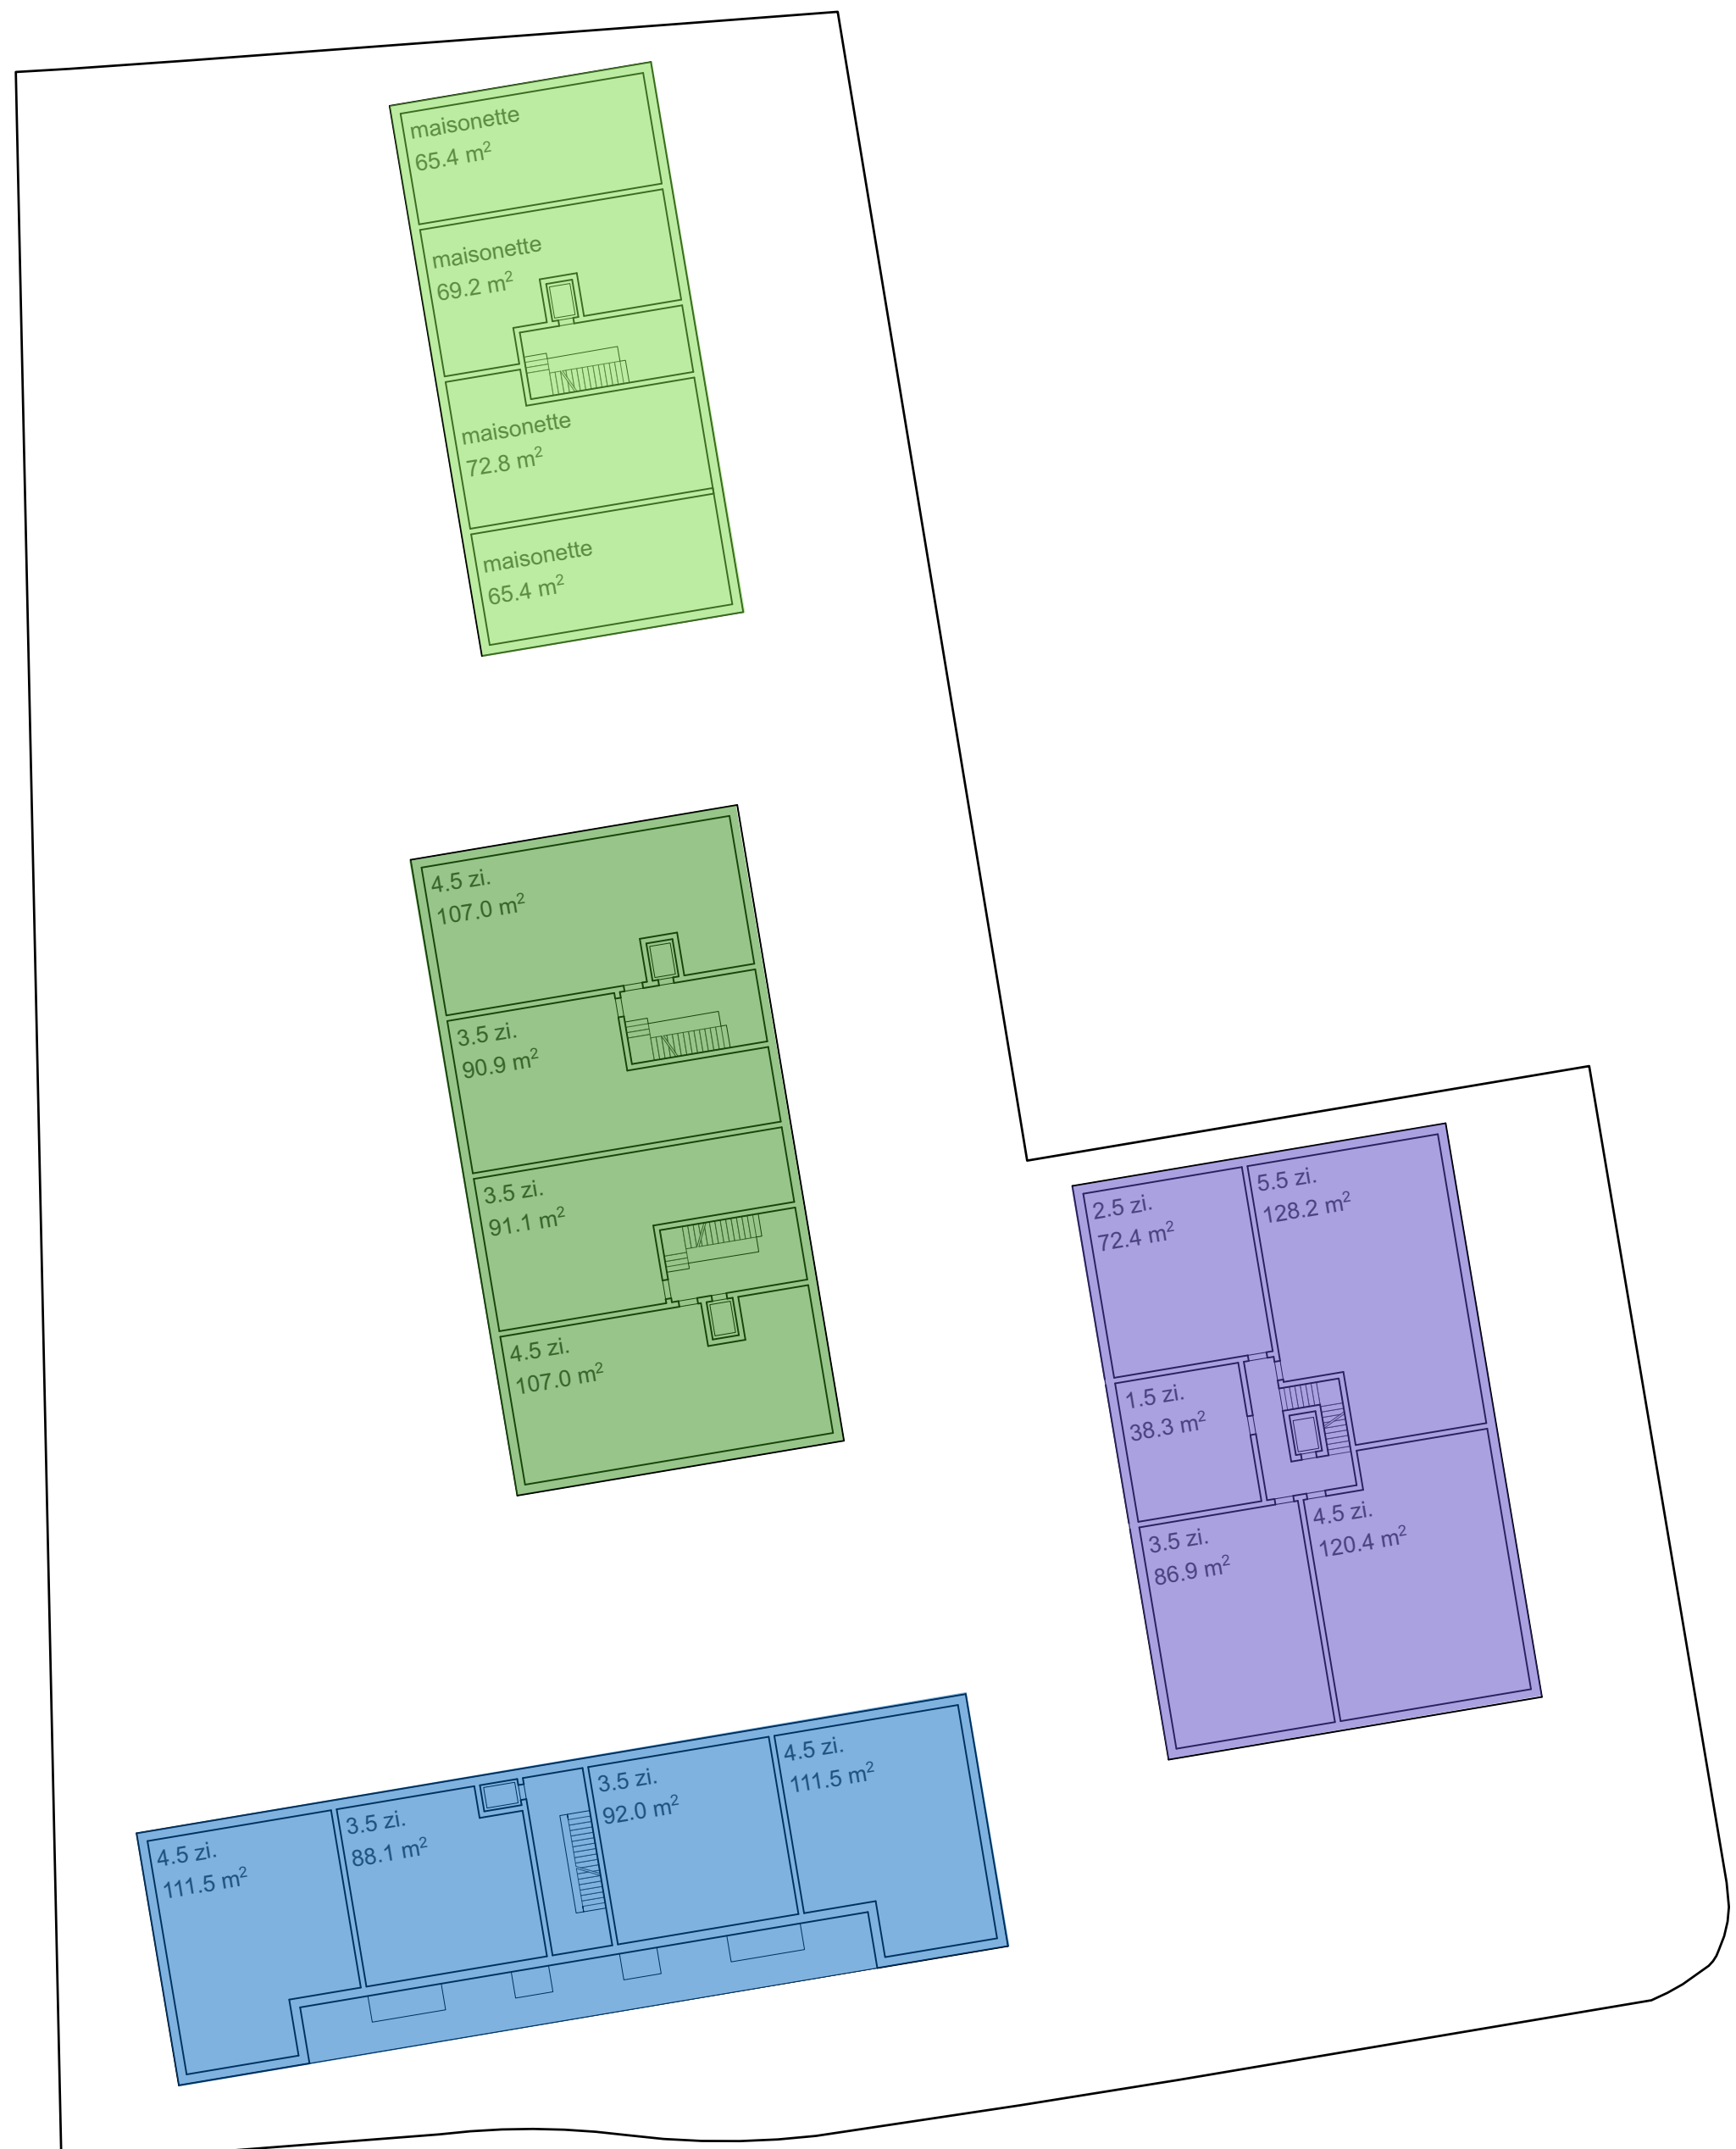 maisonette
65.4 m²
maisonette
69.2 m²
maisonette
72.8 m²
maisonette
65.4 m²
4.5 zi.
107.0 m²
3.5 zi.
90.9 m²
3.5 zi.
91.1 m²
4.5 zi.
107.0 m²
2.5 zi.
72.4 m²
5.5 zi.
128.2 m²
1.5 zi.
38.3 m²
3.5 zi.
86.9 m²
4.5 zi.
120.4 m²
4.5 zi.
111.5 m²
3.5 zi.
88.1 m²
3.5 zi.
92.0 m²
4.5 zi.
111.5 m²